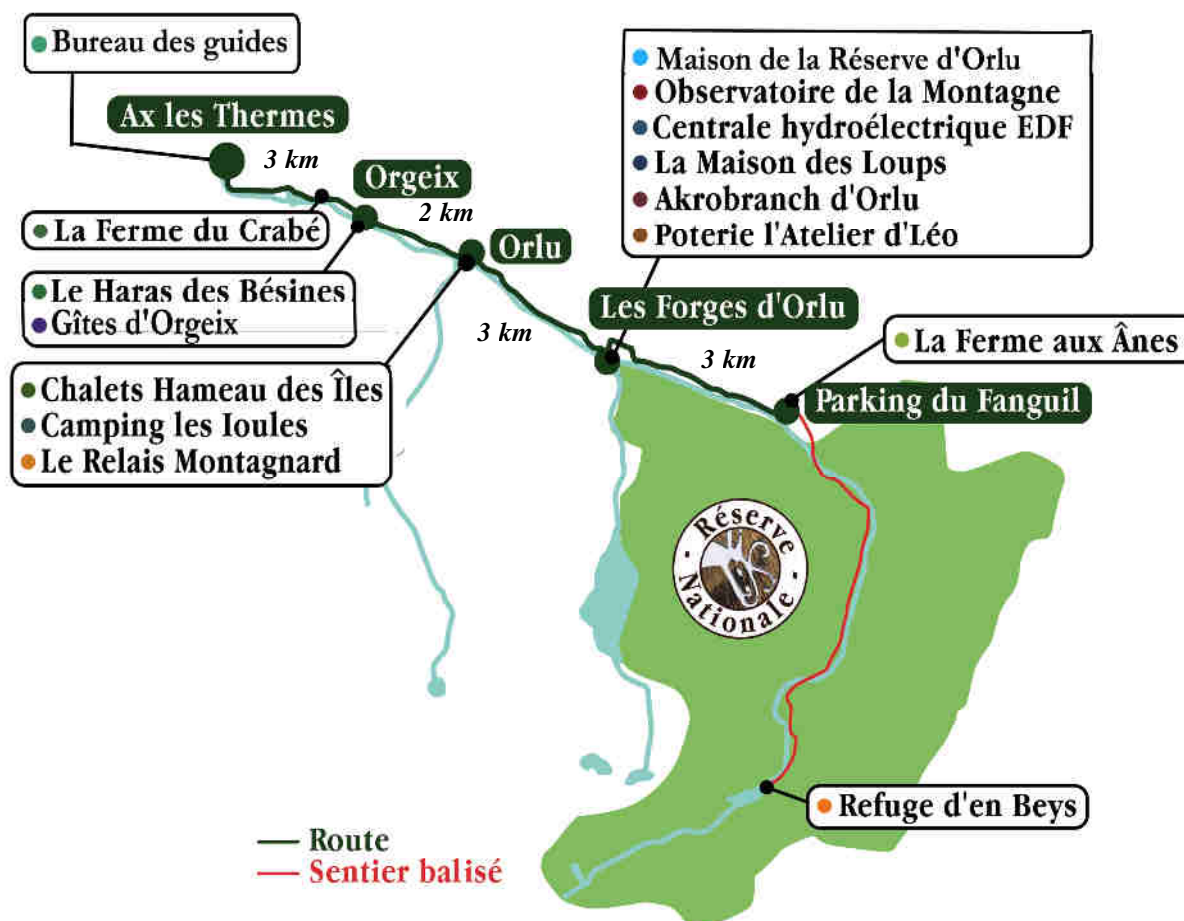 Bureau des guides
Ax les Thermes
3 km
Orgeix
2 km
La Ferme du Crabé
Le Haras des Bésines
Gîtes d'Orgeix
Orlu
Maison de la Réserve d'Orlu
Observatoire de la Montagne
Centrale hydroélectrique EDF
La Maison des Loups
Akrobranch d'Orlu
Poterie l'Atelier d'Léo
Les Forges d'Orlu
3 km
3 km
La Ferme aux Ânes
Parking du Fanguil
Chalets Hameau des Îles
Camping les Ioules
Le Relais Montagnard
- Réserve -
Nationale
Refuge d'en Beys
Route
Sentier balisé